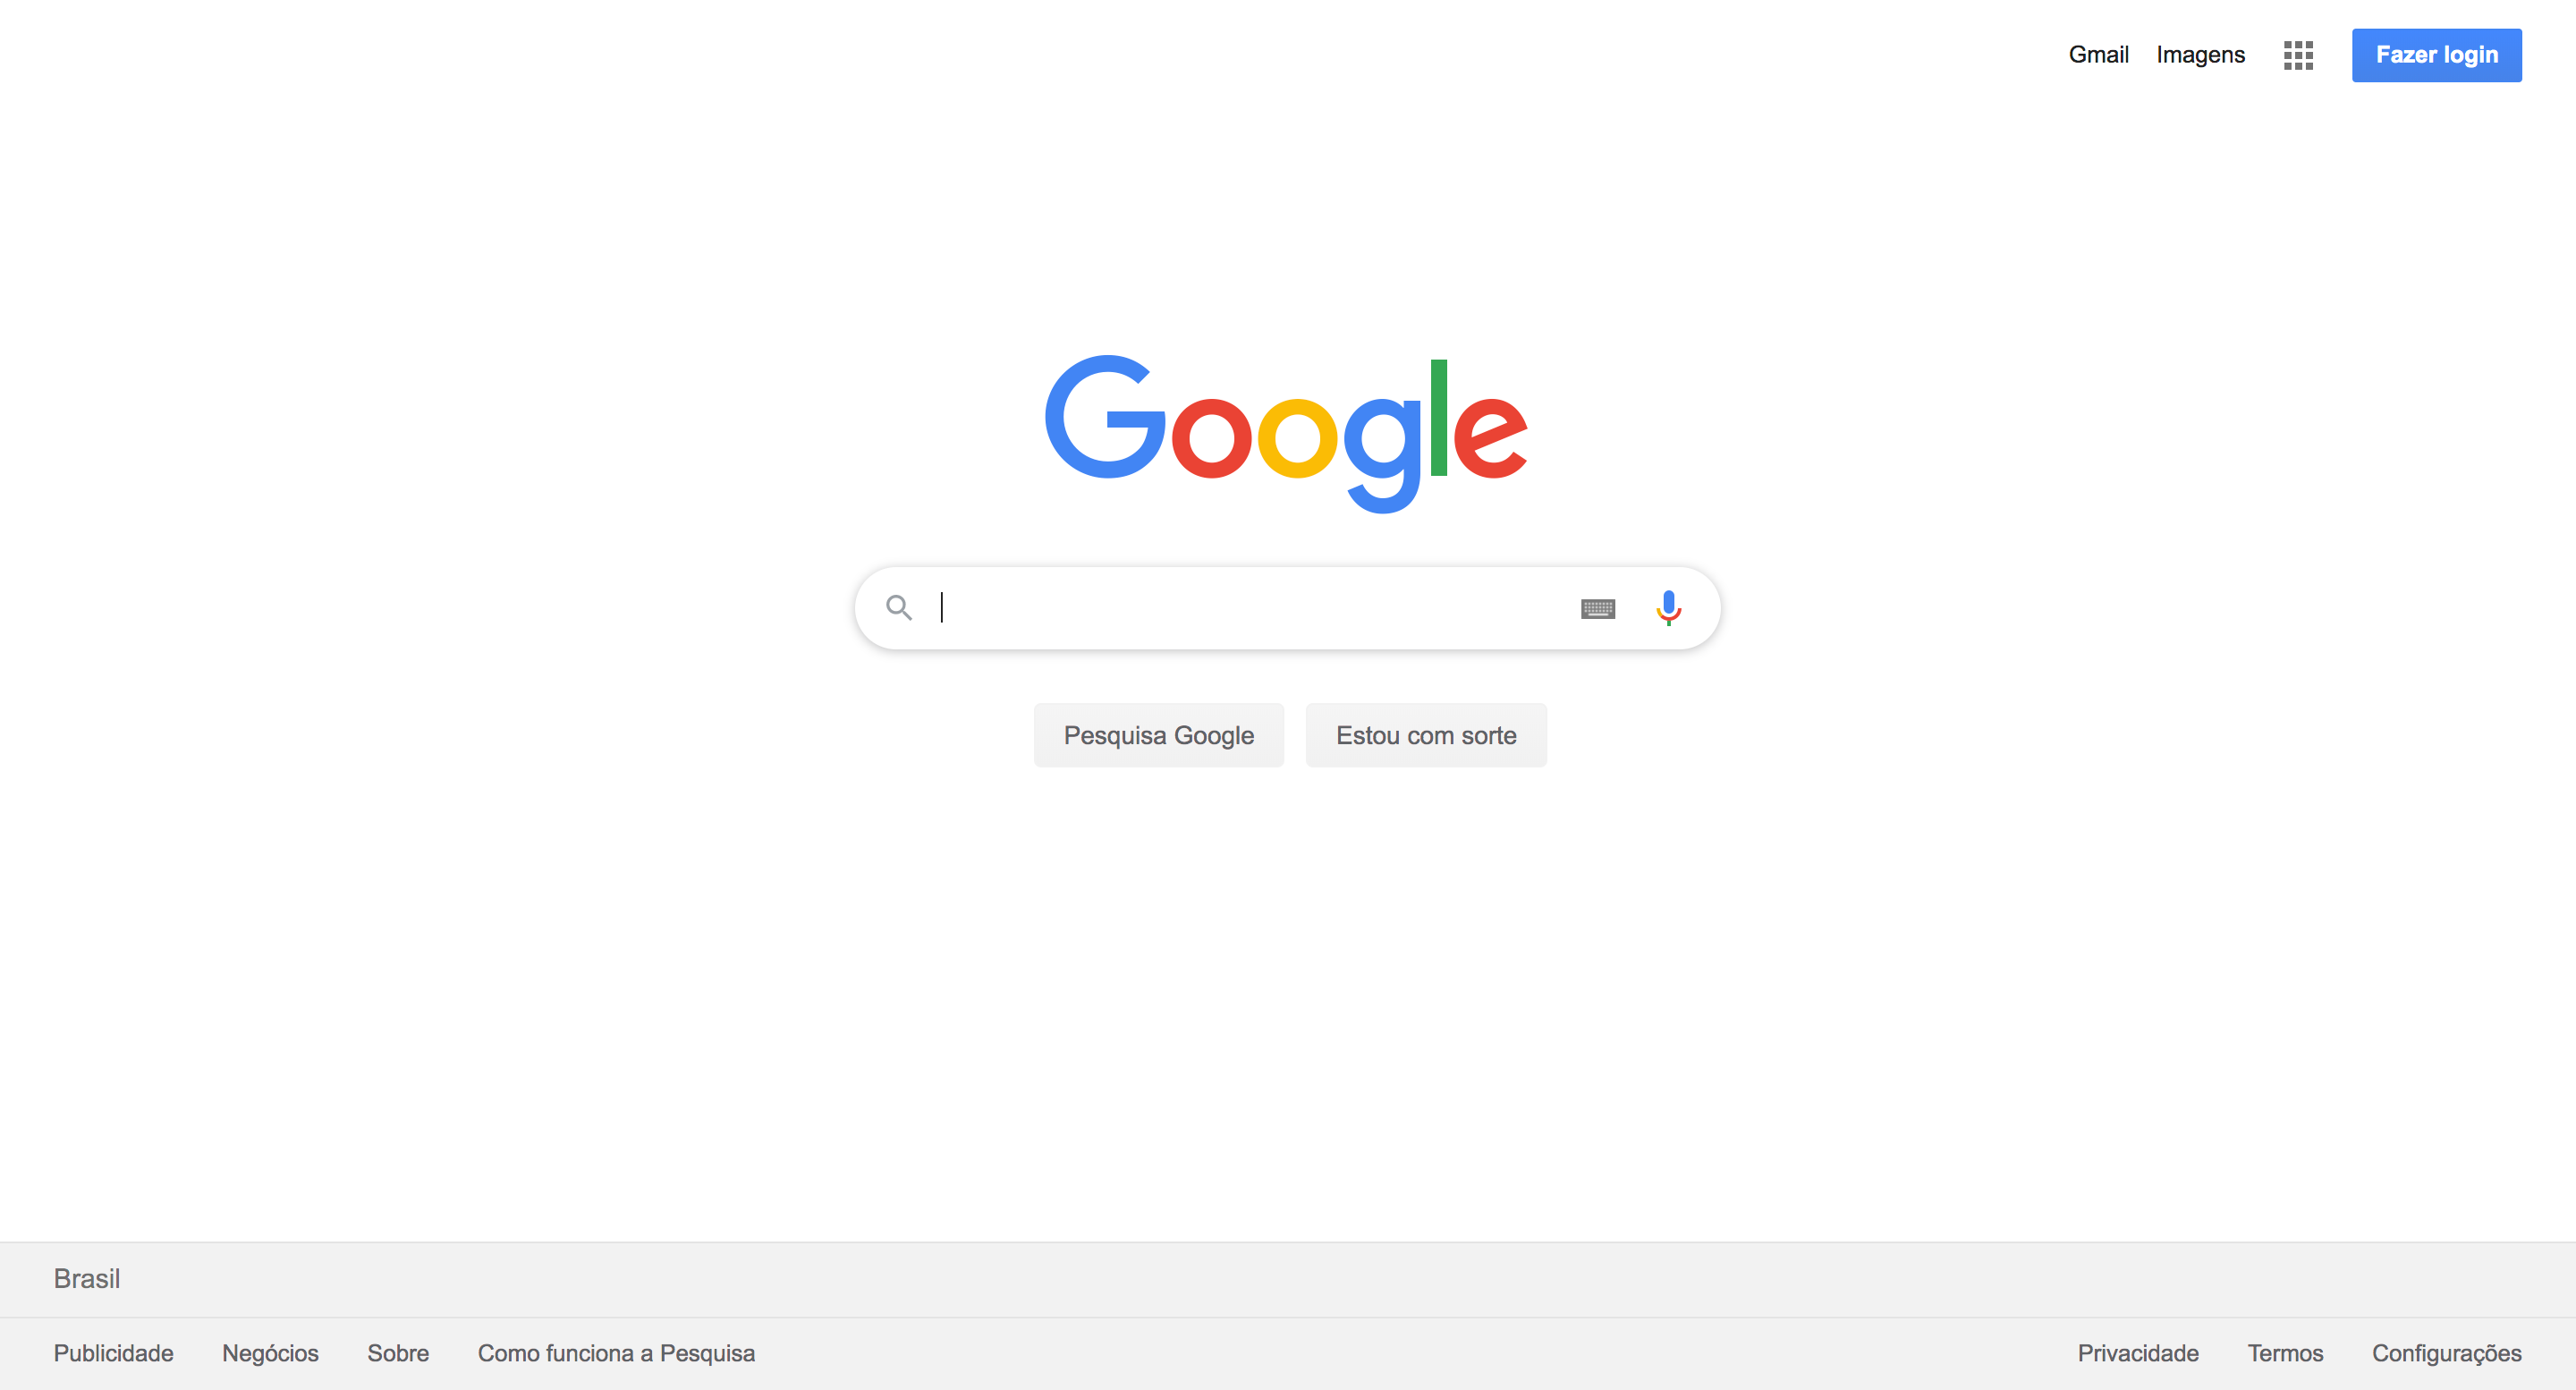 Gmail Imagens Fazer login
Google
Pesquisa Google Estou com sorte
Brasil
Publicidade Negócios Sobre Como funciona a Pesquisa Privacidade Termos Configurações